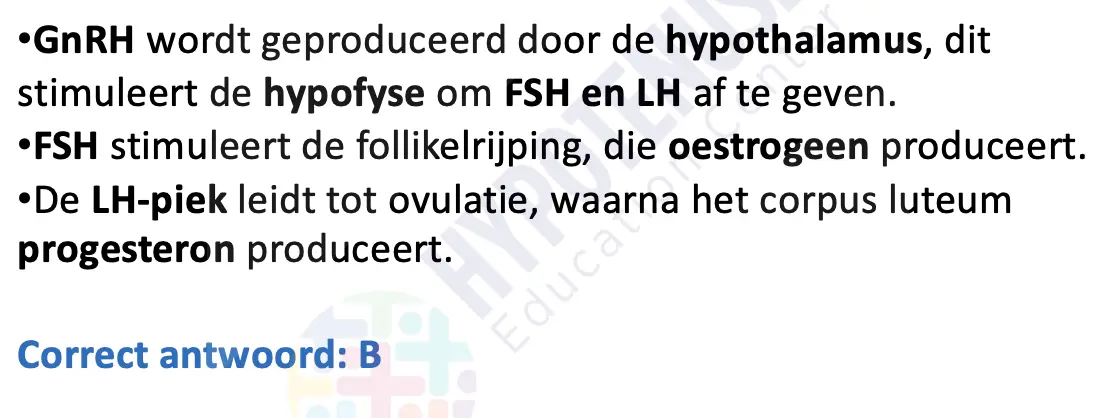 •GnRH wordt geproduceerd door de hypothalamus, dit
stimuleert de hypofyse om FSH en LH af te geven.
•FSH stimuleert de follikelrijping, die oestrogeen produceert.
•De LH-piek leidt tot ovulatie, waarna het corpus luteum
progesteron produceert.
Correct antwoord: B
HYPOTENUSE
Education Center